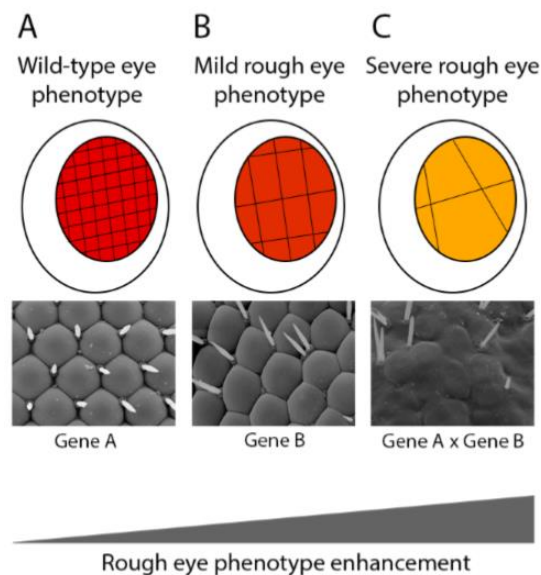 A
Wild-type eye
phenotype
Gene A
B
Mild rough eye
phenotype
Gene B
C
Severe rough eye
phenotype
Gene A x Gene B
Rough eye phenotype enhancement